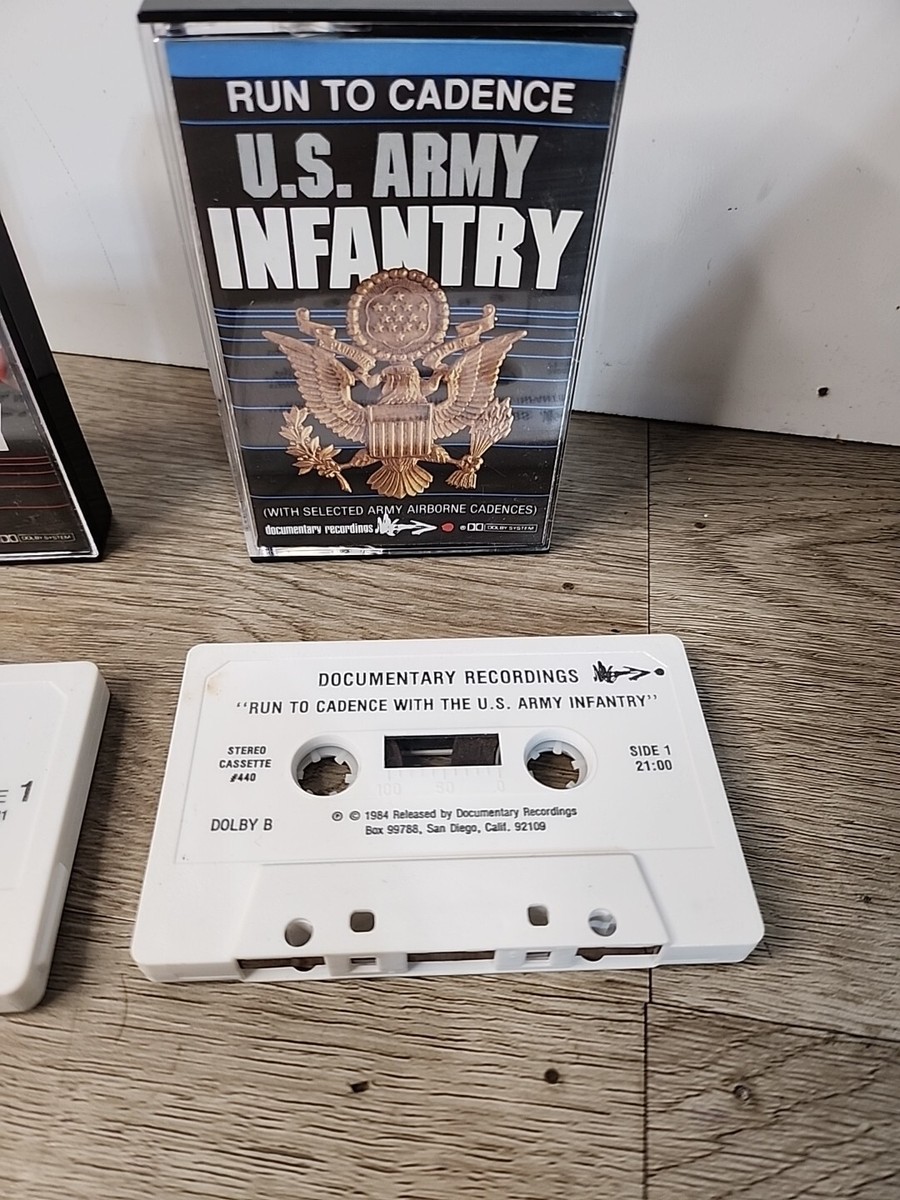 RUN TO CADENCE
U.S. ARMY
INFANTRY
(WITH SELECTED ARMY AIRBORNE CADENCES)
documentary recordings
℗ DOLBY SYSTEM
DOLBY SYSTEM
DOCUMENTARY RECORDINGS
“RUN TO CADENCE WITH THE U.S. ARMY INFANTRY”
STEREO
CASSETTE
#440
SIDE 1
21:00
100 50 0
DOLBY B
℗ © 1984 Released by Documentary Recordings
Box 99788, San Diego, Calif. 92109
E 1